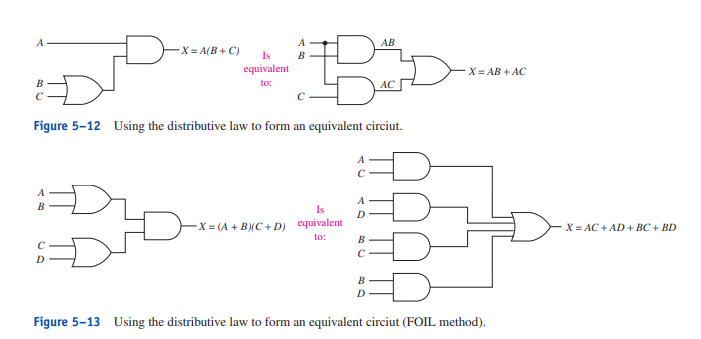 A
B
C
X = A(B + C)
Is
equivalent
to:
A
B
C
AB
AC
X = AB + AC
Figure 5–12 Using the distributive law to form an equivalent circiut.
A
B
C
D
X = (A + B)(C + D)
Is
equivalent
to:
A
C
A
D
B
C
B
D
X = AC + AD + BC + BD
Figure 5–13 Using the distributive law to form an equivalent circiut (FOIL method).